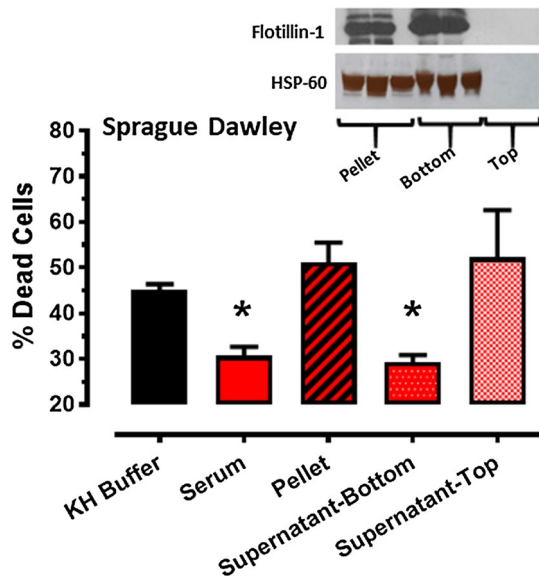 Flotillin-1
HSP-60
Pellet
Bottom
Top
Sprague Dawley
% Dead Cells
80
70
60
50
40
30
20
*
*
KH Buffer
Serum
Pellet
Supernatant-Bottom
Supernatant-Top